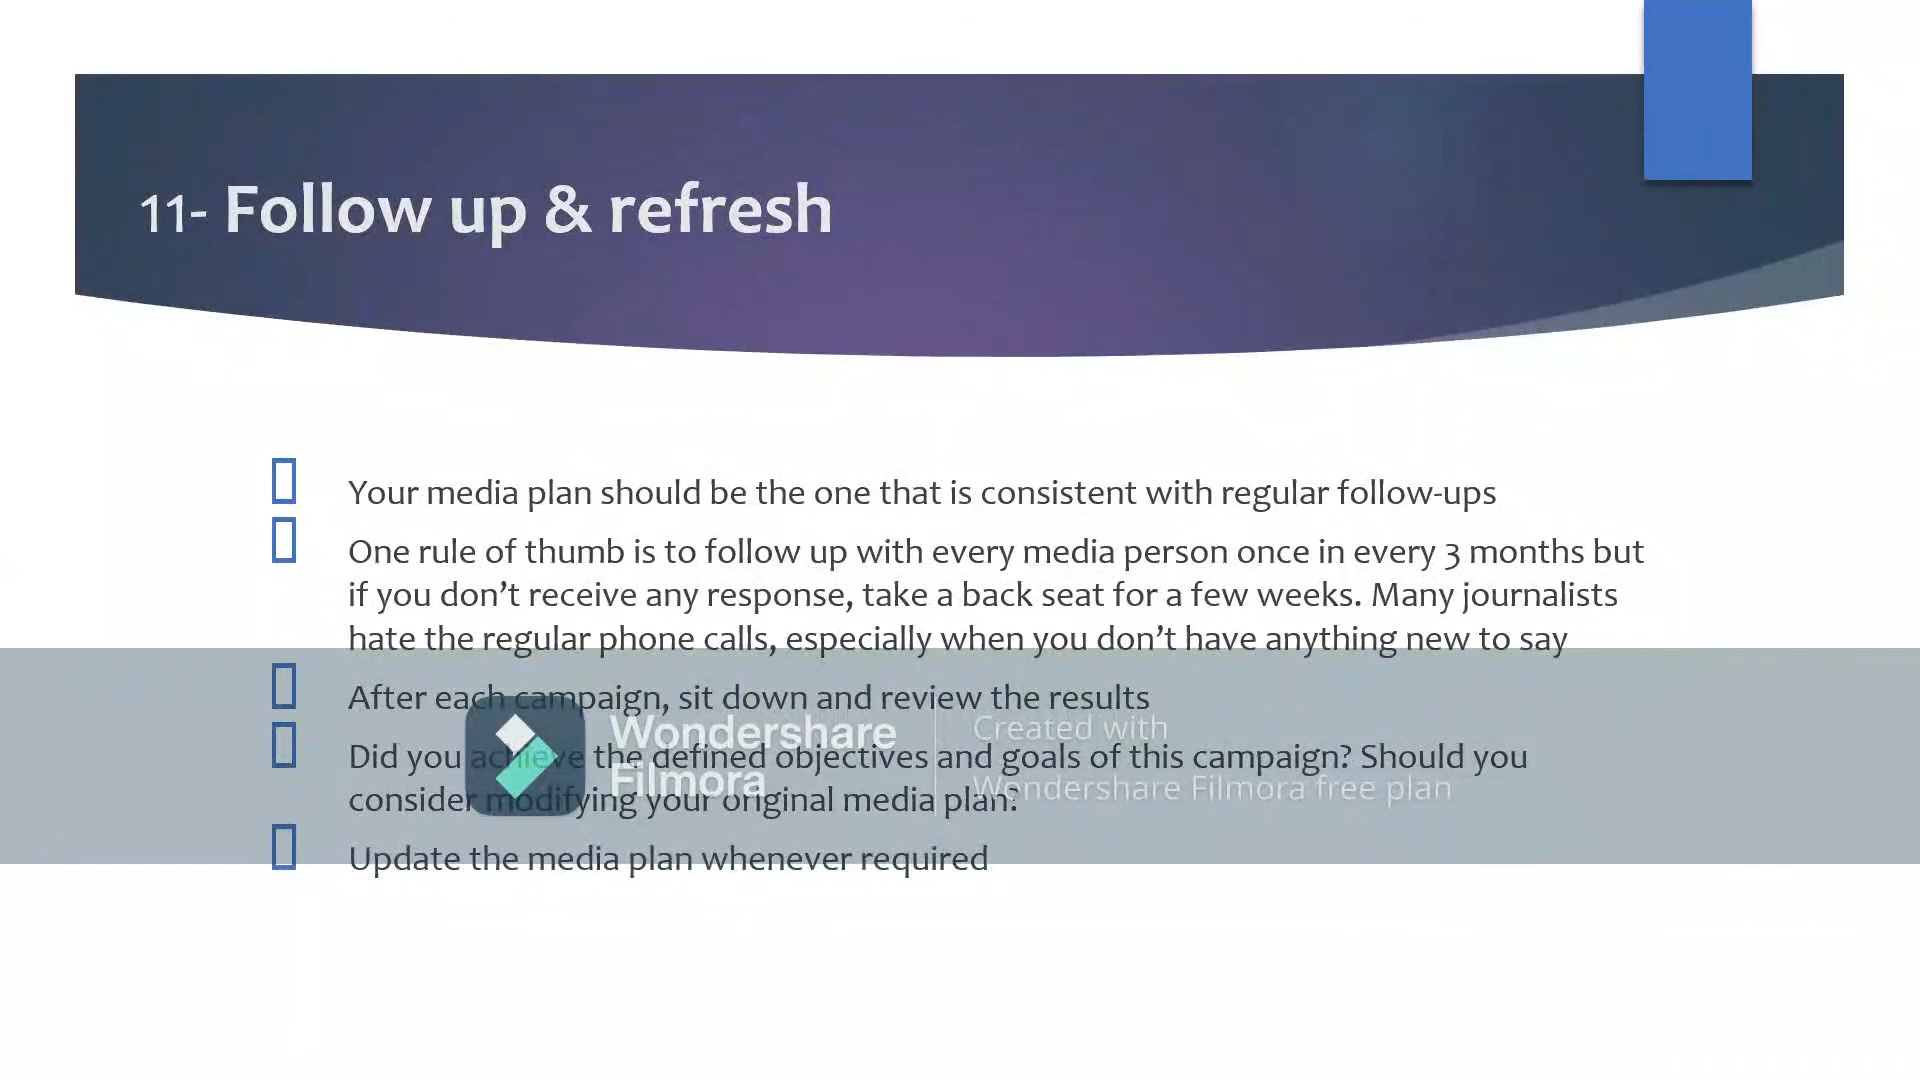 11- Follow up & refresh
Your media plan should be the one that is consistent with regular follow-ups
One rule of thumb is to follow up with every media person once in every 3 months but
if you don’t receive any response, take a back seat for a few weeks. Many journalists
hate the regular phone calls, especially when you don’t have anything new to say
After each campaign, sit down and review the results
Did you achieve the defined objectives and goals of this campaign? Should you
consider modifying your original media plan?
Update the media plan whenever required
Wondershare
Filmora
Created with
Wondershare Filmora free plan